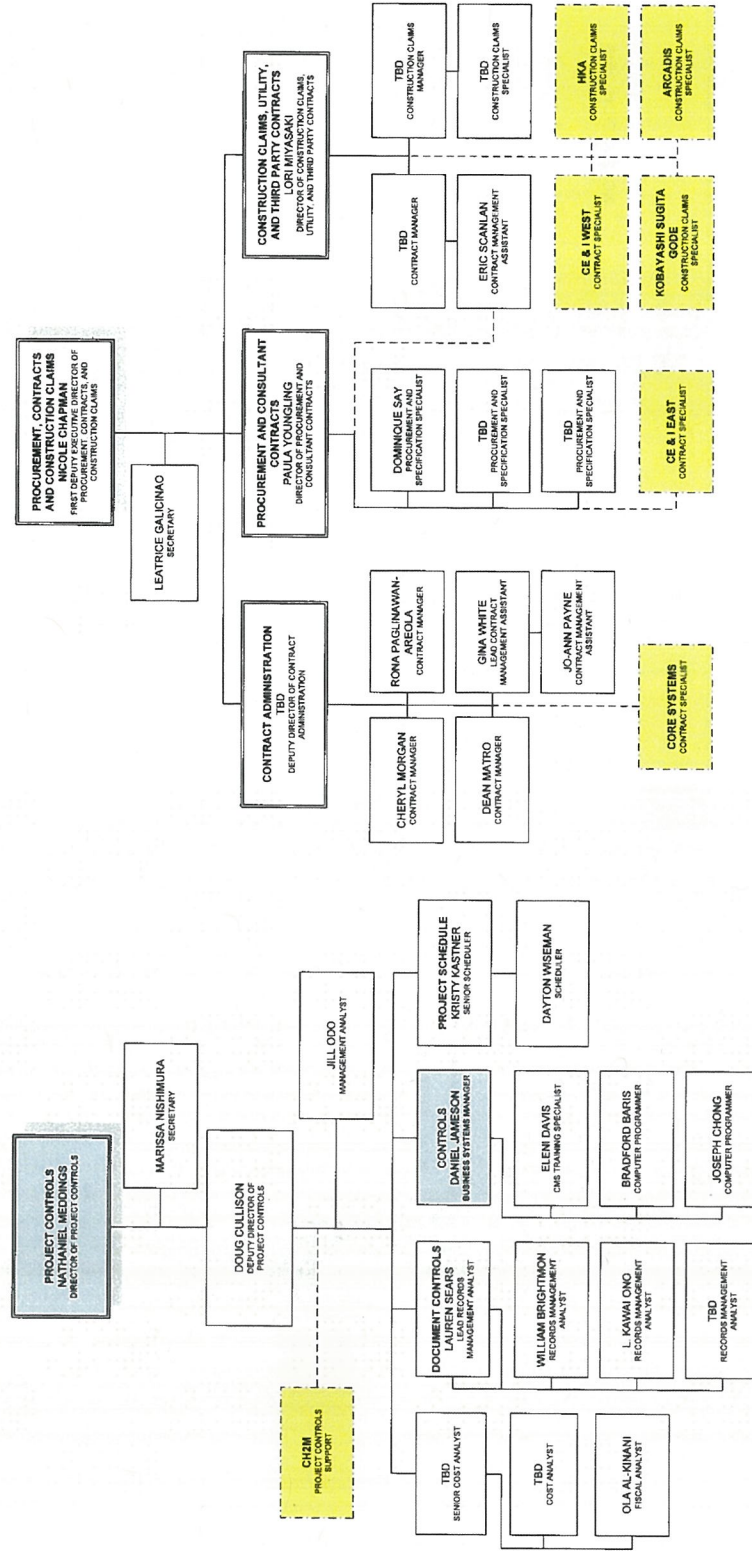 PROJECT CONTROLS
NATHANIEL MEDDINGS
DIRECTOR OF PROJECT CONTROLS
MARISSA NISHIMURA
SECRETARY
DOUG CULLISON
DEPUTY DIRECTOR OF
PROJECT CONTROLS
CH2M
PROJECT CONTROLS
SUPPORT
JILL ODO
MANAGEMENT ANALYST
TBD
SENIOR COST ANALYST
TBD
COST ANALYST
OLA AL-KINANI
FISCAL ANALYST
DOCUMENT CONTROLS
LAUREN SEARS
LEAD RECORDS
MANAGEMENT ANALYST
WILLIAM BRIGHTMON
RECORDS MANAGEMENT
ANALYST
L. KAWAI ONO
RECORDS MANAGEMENT
ANALYST
TBD
RECORDS MANAGEMENT
ANALYST
CONTROLS
DANIEL JAMESON
BUSINESS SYSTEMS MANAGER
ELENI DAVIS
CMS TRAINING SPECIALIST
BRADFORD BARIS
COMPUTER PROGRAMMER
JOSEPH CHONG
COMPUTER PROGRAMMER
PROJECT SCHEDULE
KRISTY KASTNER
SENIOR SCHEDULER
DAYTON WISEMAN
SCHEDULER
PROCUREMENT, CONTRACTS
AND CONSTRUCTION CLAIMS
NICOLE CHAPMAN
FIRST DEPUTY EXECUTIVE DIRECTOR OF
PROCUREMENT, CONTRACTS, AND
CONSTRUCTION CLAIMS
LEATRICE GALICINAO
SECRETARY
CONTRACT ADMINISTRATION
TBD
DEPUTY DIRECTOR OF CONTRACT
ADMINISTRATION
CHERYL MORGAN
CONTRACT MANAGER
RONA PAGLINAWAN-
AREOLA
CONTRACT MANAGER
DEAN MATRO
CONTRACT MANAGER
GINA WHITE
LEAD CONTRACT
MANAGEMENT ASSISTANT
JO-ANN PAYNE
CONTRACT MANAGEMENT
ASSISTANT
CORE SYSTEMS
CONTRACT SPECIALIST
PROCUREMENT AND CONSULTANT
CONTRACTS
PAULA YOUNGLING
DIRECTOR OF PROCUREMENT AND
CONSULTANT CONTRACTS
DOMINIQUE SAY
PROCUREMENT AND
SPECIFICATION SPECIALIST
TBD
PROCUREMENT AND
SPECIFICATION SPECIALIST
TBD
PROCUREMENT AND
SPECIFICATION SPECIALIST
CE & I EAST
CONTRACT SPECIALIST
CONSTRUCTION CLAIMS, UTILITY,
AND THIRD PARTY CONTRACTS
LORI MIYASAKI
DIRECTOR OF CONSTRUCTION CLAIMS,
UTILITY, AND THIRD PARTY CONTRACTS
TBD
CONTRACT MANAGER
TBD
CONSTRUCTION CLAIMS
MANAGER
ERIC SCANLAN
CONTRACT MANAGEMENT
ASSISTANT
TBD
CONSTRUCTION CLAIMS
SPECIALIST
CE & I WEST
CONTRACT SPECIALIST
HKA
CONSTRUCTION CLAIMS
SPECIALIST
KOBAYASHI SUGITA
GODE
CONSTRUCTION CLAIMS
SPECIALIST
ARCADIS
CONSTRUCTION CLAIMS
SPECIALIST